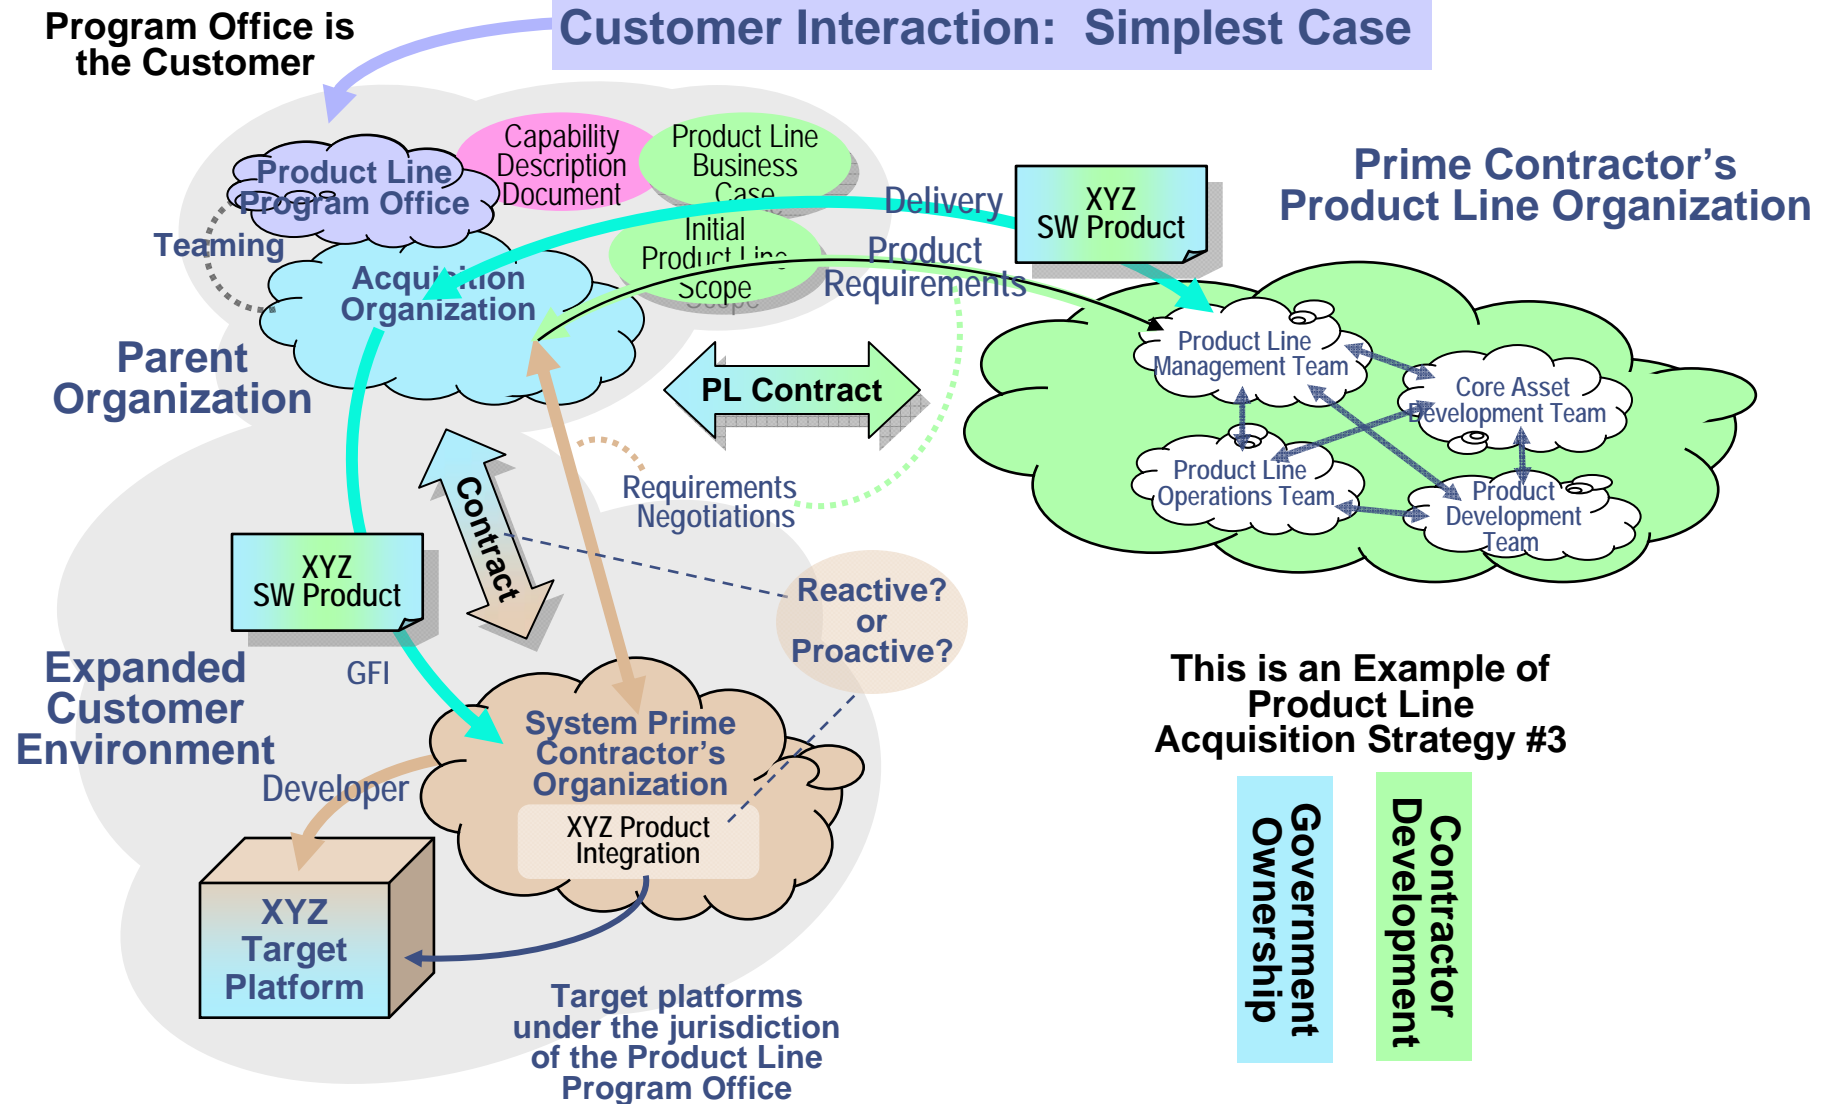 Program Office is
the Customer
Customer Interaction:  Simplest Case
Capability
Description
Document
Product Line
Business
Case
Product Line
Program Office
Teaming
Initial
Product Line
Scope
Acquisition
Organization
Delivery
Product
Requirements
XYZ
SW Product
Prime Contractor's
Product Line Organization
Parent
Organization
PL Contract
Product Line
Management Team
Core Asset
Development Team
Product Line
Operations Team
Product
Development
Team
Contract
Requirements
Negotiations
XYZ
SW Product
GFI
Reactive?
or
Proactive?
Expanded
Customer
Environment
System Prime
Contractor's
Organization
XYZ Product
Integration
Developer
XYZ
Target
Platform
Target platforms
under the jurisdiction
of the Product Line
Program Office
This is an Example of
Product Line
Acquisition Strategy #3
Government
Ownership
Contractor
Development